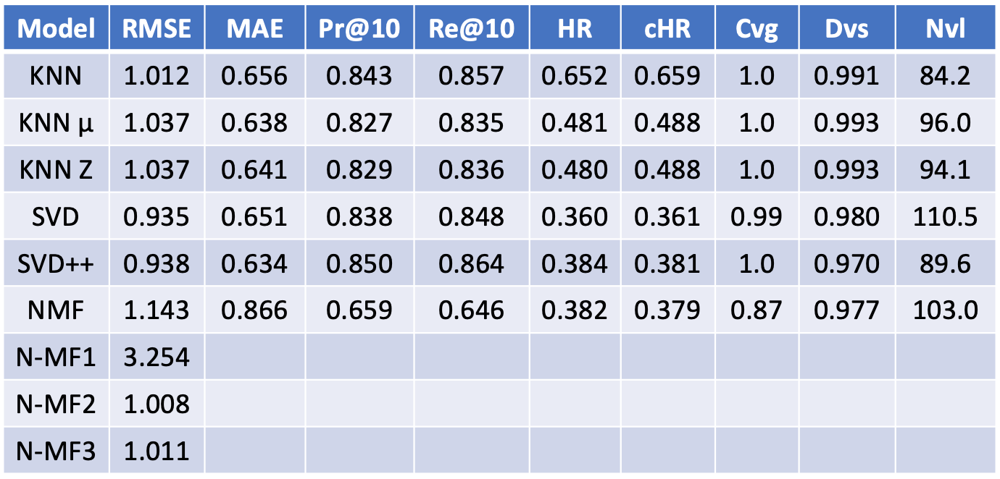 Model RMSE MAE Pr@10 Re@10 HR cHR Cvg Dvs Nvl
KNN 1.012 0.656 0.843 0.857 0.652 0.659 1.0 0.991 84.2
KNN µ 1.037 0.638 0.827 0.835 0.481 0.488 1.0 0.993 96.0
KNN Z 1.037 0.641 0.829 0.836 0.480 0.488 1.0 0.993 94.1
SVD 0.935 0.651 0.838 0.848 0.360 0.361 0.99 0.980 110.5
SVD++ 0.938 0.634 0.850 0.864 0.384 0.381 1.0 0.970 89.6
NMF 1.143 0.866 0.659 0.646 0.382 0.379 0.87 0.977 103.0
N-MF1 3.254
N-MF2 1.008
N-MF3 1.011